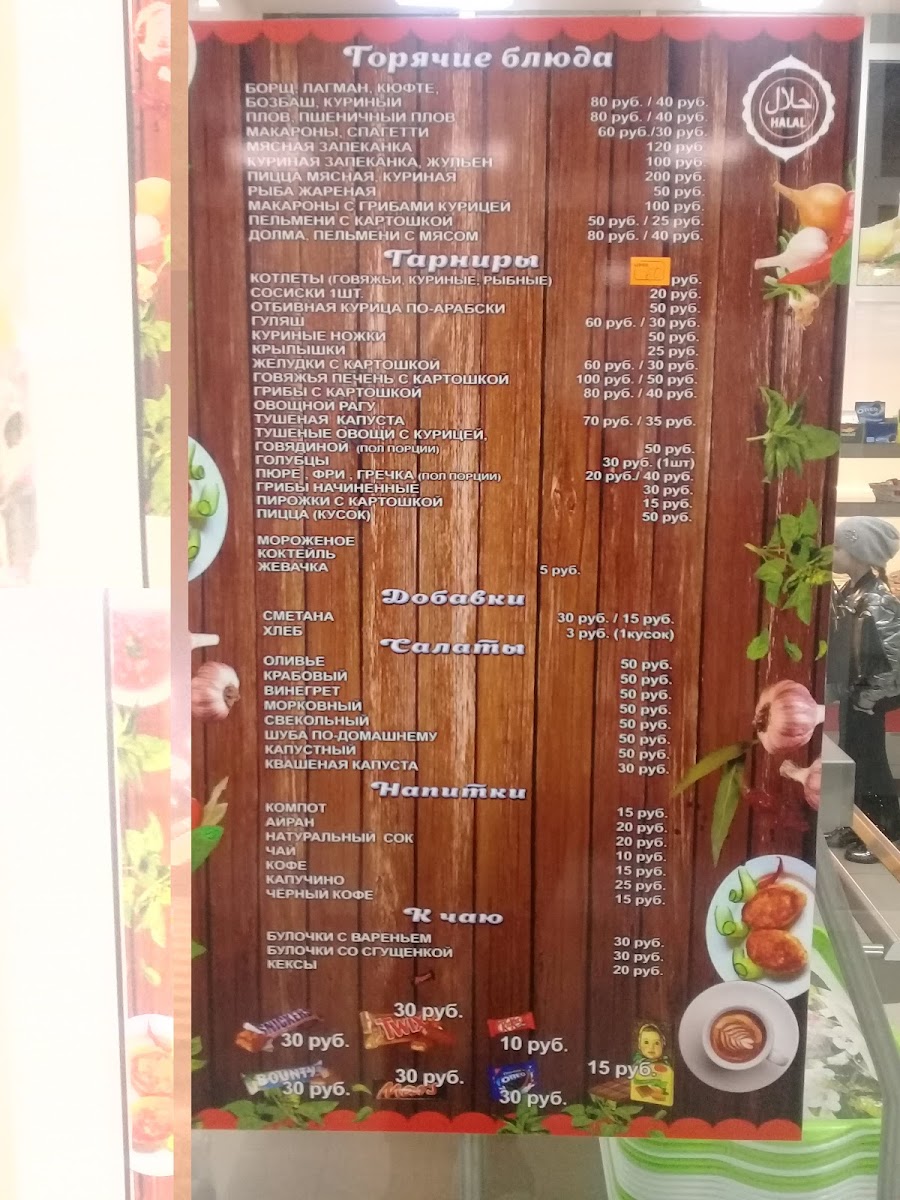 Горячие блюда
حلال
HALAL
БОРЩ, ЛАГМАН, КЮФТЕ,
БОЗБАШ, КУРИНЫЙ 80 руб. / 40 руб.
ПЛОВ, ПШЕНИЧНЫЙ ПЛОВ 80 руб. / 40 руб.
МАКАРОНЫ, СПАГЕТТИ 60 руб./30 руб.
МЯСНАЯ ЗАПЕКАНКА 120 руб.
КУРИНАЯ ЗАПЕКАНКА, ЖУЛЬЕН 100 руб.
ПИЦЦА МЯСНАЯ, КУРИНАЯ 200 руб.
РЫБА ЖАРЕНАЯ 50 руб.
МАКАРОНЫ С ГРИБАМИ КУРИЦЕЙ 100 руб.
ПЕЛЬМЕНИ С КАРТОШКОЙ 50 руб. / 25 руб.
ДОЛМА, ПЕЛЬМЕНИ С МЯСОМ 80 руб. / 40 руб.
Гарниры
КОТЛЕТЫ (ГОВЯЖЬИ, КУРИНЫЕ, РЫБНЫЕ) руб.
СОСИСКИ 1ШТ. 20 руб.
ОТБИВНАЯ КУРИЦА ПО-АРАБСКИ 50 руб.
ГУЛЯШ 60 руб. / 30 руб.
КУРИНЫЕ НОЖКИ 50 руб.
КРЫЛЫШКИ 25 руб.
ЖЕЛУДКИ С КАРТОШКОЙ 60 руб. / 30 руб.
ГОВЯЖЬЯ ПЕЧЕНЬ С КАРТОШКОЙ 100 руб. / 50 руб.
ГРИБЫ С КАРТОШКОЙ 80 руб. / 40 руб.
ОВОЩНОЙ РАГУ
ТУШЕНАЯ КАПУСТА 70 руб. / 35 руб.
ТУШЕНЫЕ ОВОЩИ С КУРИЦЕЙ,
ГОВЯДИНОЙ (ПОЛ ПОРЦИИ) 50 руб.
ГОЛУБЦЫ 30 руб. (1шт)
ПЮРЕ , ФРИ , ГРЕЧКА (ПОЛ ПОРЦИИ) 20 руб./ 40 руб.
ГРИБЫ НАЧИНЕННЫЕ 30 руб.
ПИРОЖКИ С КАРТОШКОЙ 15 руб.
ПИЦЦА (КУСОК) 50 руб.
МОРОЖЕНОЕ
КОКТЕЙЛЬ
ЖЕВАЧКА 5 руб.
Добавки
СМЕТАНА 30 руб. / 15 руб.
ХЛЕБ 3 руб. (1кусок)
Салаты
ОЛИВЬЕ 50 руб.
КРАБОВЫЙ 50 руб.
ВИНЕГРЕТ 50 руб.
МОРКОВНЫЙ 50 руб.
СВЕКОЛЬНЫЙ 50 руб.
ШУБА ПО-ДОМАШНЕМУ 50 руб.
КАПУСТНЫЙ 50 руб.
КВАШЕНАЯ КАПУСТА 30 руб.
Напитки
КОМПОТ 15 руб.
АЙРАН 20 руб.
НАТУРАЛЬНЫЙ СОК 20 руб.
ЧАЙ 10 руб.
КОФЕ 15 руб.
КАПУЧИНО 25 руб.
ЧЕРНЫЙ КОФЕ 15 руб.
К чаю
БУЛОЧКИ С ВАРЕНЬЕМ 30 руб.
БУЛОЧКИ СО СГУЩЕНКОЙ 30 руб.
КЕКСЫ 20 руб.
SNICKERS 30 руб.
TWIX 30 руб.
10 руб.
15 руб.
BOUNTY 30 руб.
Mars 30 руб.
OREO 30 руб.